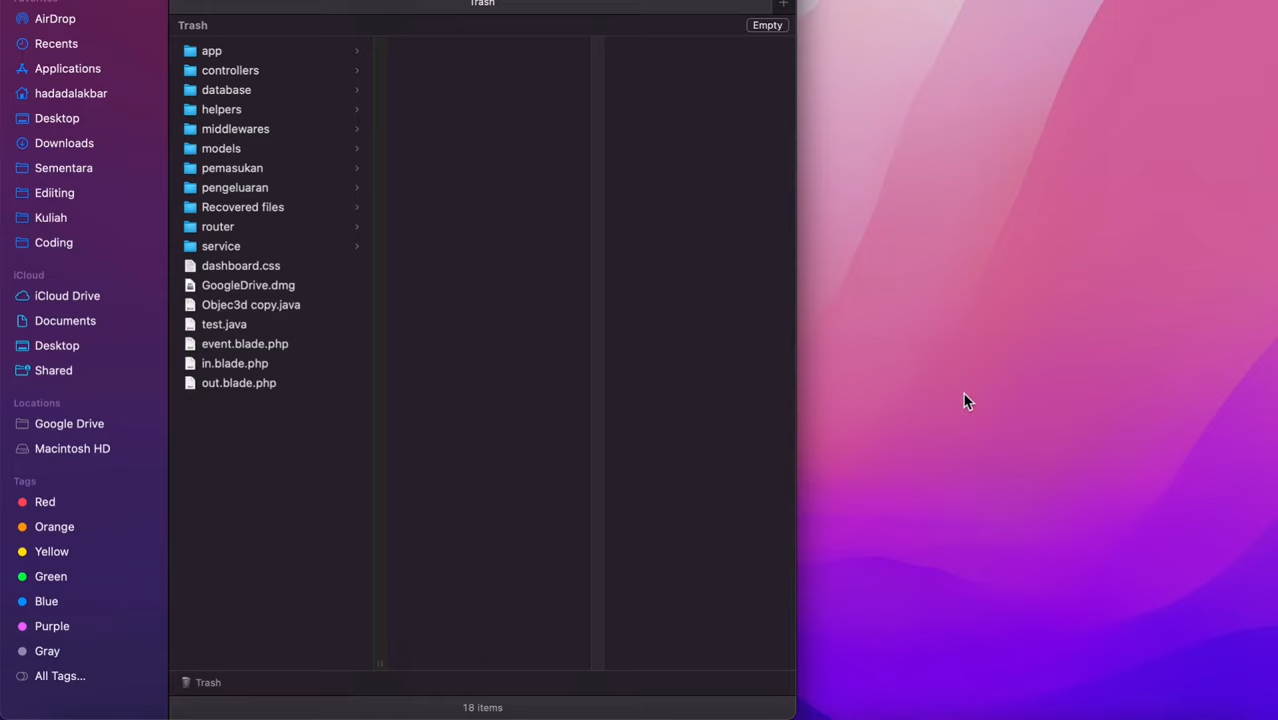 Trash
Favorites
AirDrop
Recents
Applications
hadadalakbar
Desktop
Downloads
Sementara
Ediiting
Kuliah
Coding
iCloud
iCloud Drive
Documents
Desktop
Shared
Locations
Google Drive
Macintosh HD
Tags
Red
Orange
Yellow
Green
Blue
Purple
Gray
All Tags...
Trash
Empty
app
controllers
database
helpers
middlewares
models
pemasukan
pengeluaran
Recovered files
router
service
dashboard.css
GoogleDrive.dmg
Objec3d copy.java
test.java
event.blade.php
in.blade.php
out.blade.php
Trash
18 items